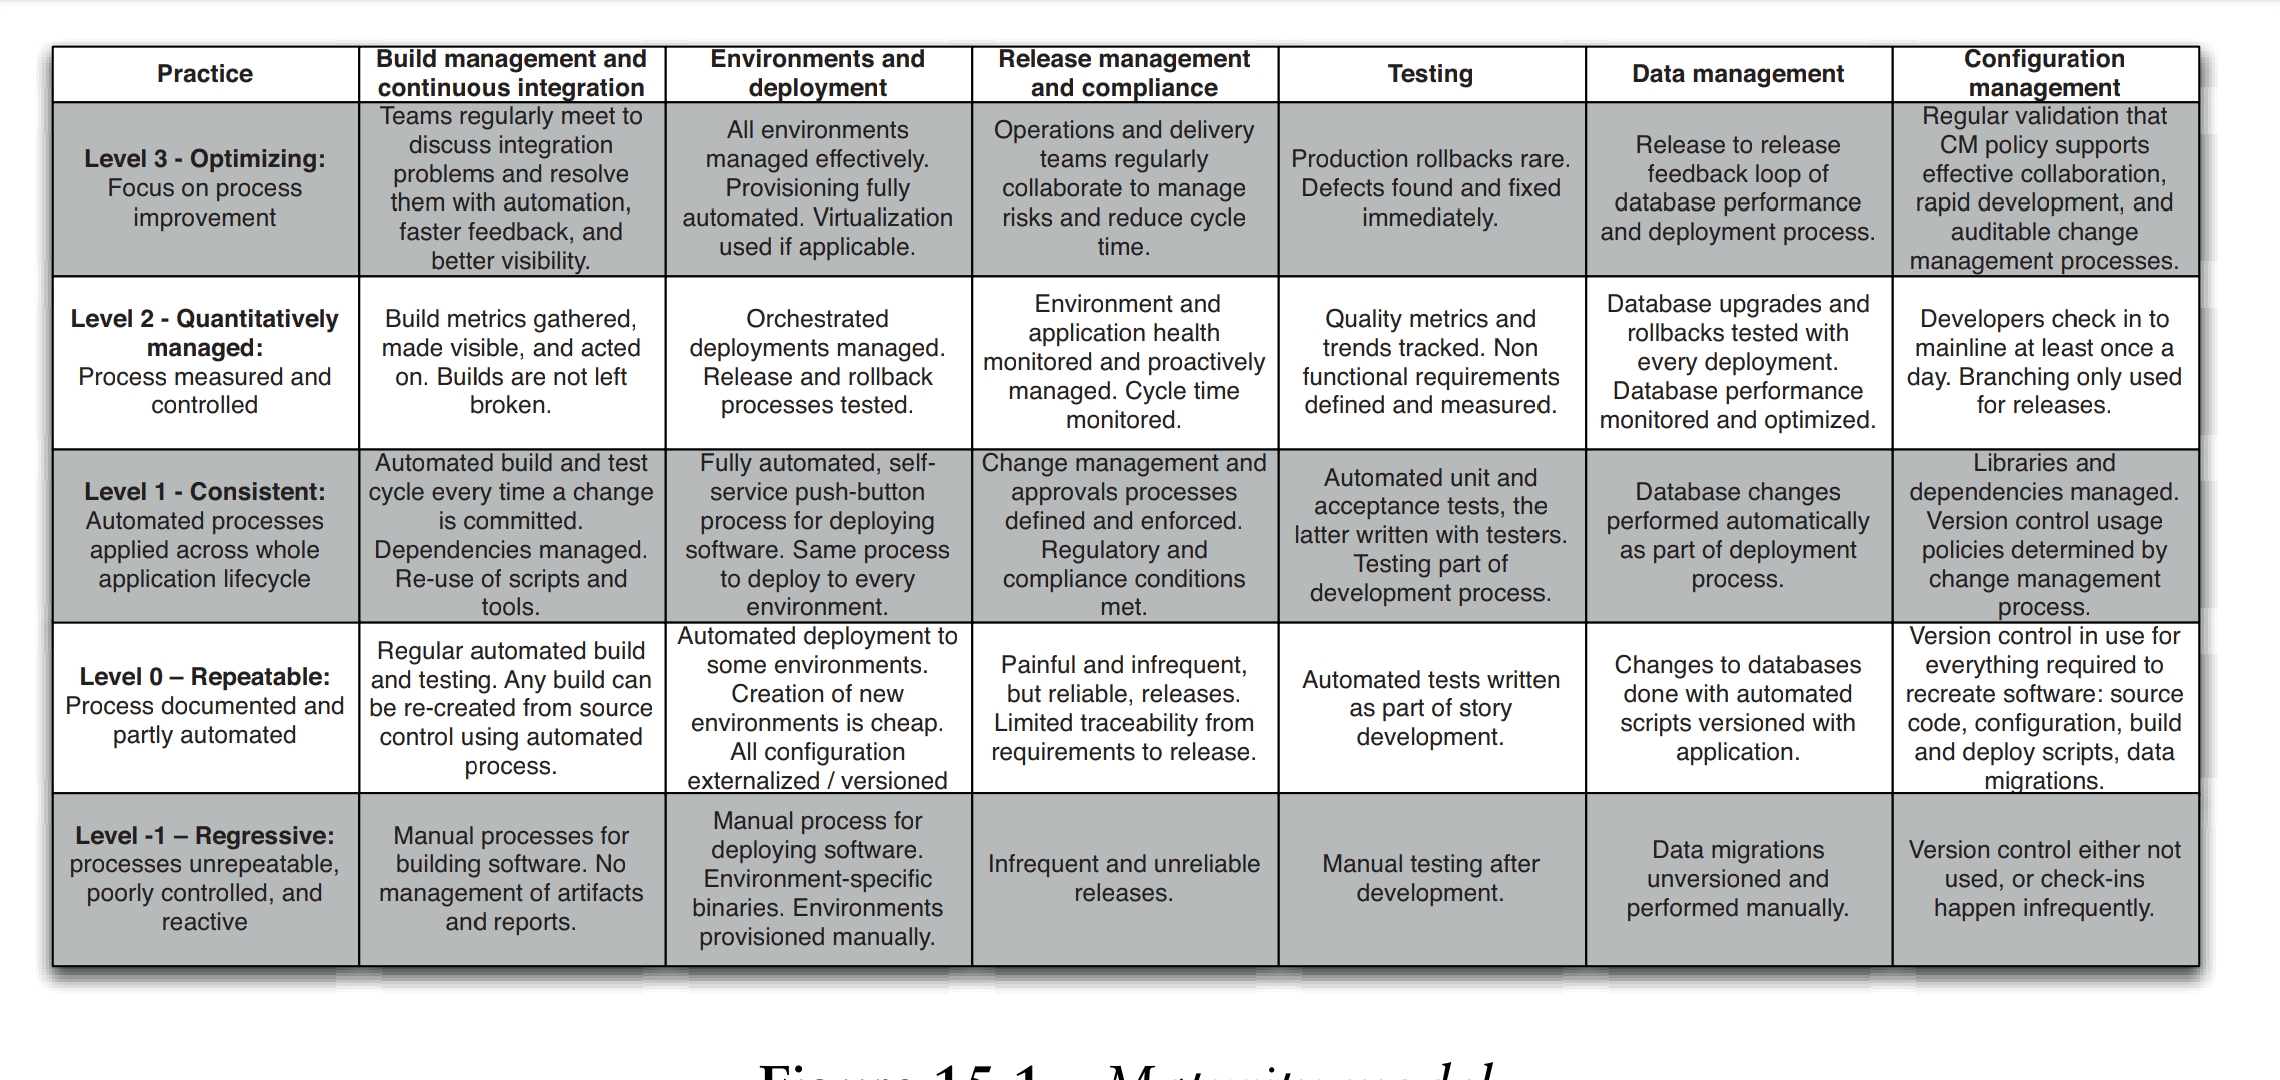 Practice
Build management and
continuous integration
Environments and
deployment
Release management
and compliance
Testing
Data management
Configuration
management
Level 3 - Optimizing:
Focus on process
improvement
Teams regularly meet to
discuss integration
problems and resolve
them with automation,
faster feedback, and
better visibility.
All environments
managed effectively.
Provisioning fully
automated. Virtualization
used if applicable.
Operations and delivery
teams regularly
collaborate to manage
risks and reduce cycle
time.
Production rollbacks rare.
Defects found and fixed
immediately.
Release to release
feedback loop of
database performance
and deployment process.
Regular validation that
CM policy supports
effective collaboration,
rapid development, and
auditable change
management processes.
Level 2 - Quantitatively
managed:
Process measured and
controlled
Build metrics gathered,
made visible, and acted
on. Builds are not left
broken.
Orchestrated
deployments managed.
Release and rollback
processes tested.
Environment and
application health
monitored and proactively
managed. Cycle time
monitored.
Quality metrics and
trends tracked. Non
functional requirements
defined and measured.
Database upgrades and
rollbacks tested with
every deployment.
Database performance
monitored and optimized.
Developers check in to
mainline at least once a
day. Branching only used
for releases.
Level 1 - Consistent:
Automated processes
applied across whole
application lifecycle
Automated build and test
cycle every time a change
is committed.
Dependencies managed.
Re-use of scripts and
tools.
Fully automated, self-
service push-button
process for deploying
software. Same process
to deploy to every
environment.
Change management and
approvals processes
defined and enforced.
Regulatory and
compliance conditions
met.
Automated unit and
acceptance tests, the
latter written with testers.
Testing part of
development process.
Database changes
performed automatically
as part of deployment
process.
Libraries and
dependencies managed.
Version control usage
policies determined by
change management
process.
Level 0 – Repeatable:
Process documented and
partly automated
Regular automated build
and testing. Any build can
be re-created from source
control using automated
process.
Automated deployment to
some environments.
Creation of new
environments is cheap.
All configuration
externalized / versioned
Painful and infrequent,
but reliable, releases.
Limited traceability from
requirements to release.
Automated tests written
as part of story
development.
Changes to databases
done with automated
scripts versioned with
application.
Version control in use for
everything required to
recreate software: source
code, configuration, build
and deploy scripts, data
migrations.
Level -1 – Regressive:
processes unrepeatable,
poorly controlled, and
reactive
Manual processes for
building software. No
management of artifacts
and reports.
Manual process for
deploying software.
Environment-specific
binaries. Environments
provisioned manually.
Infrequent and unreliable
releases.
Manual testing after
development.
Data migrations
unversioned and
performed manually.
Version control either not
used, or check-ins
happen infrequently.
Figure 15.1 Maturity model